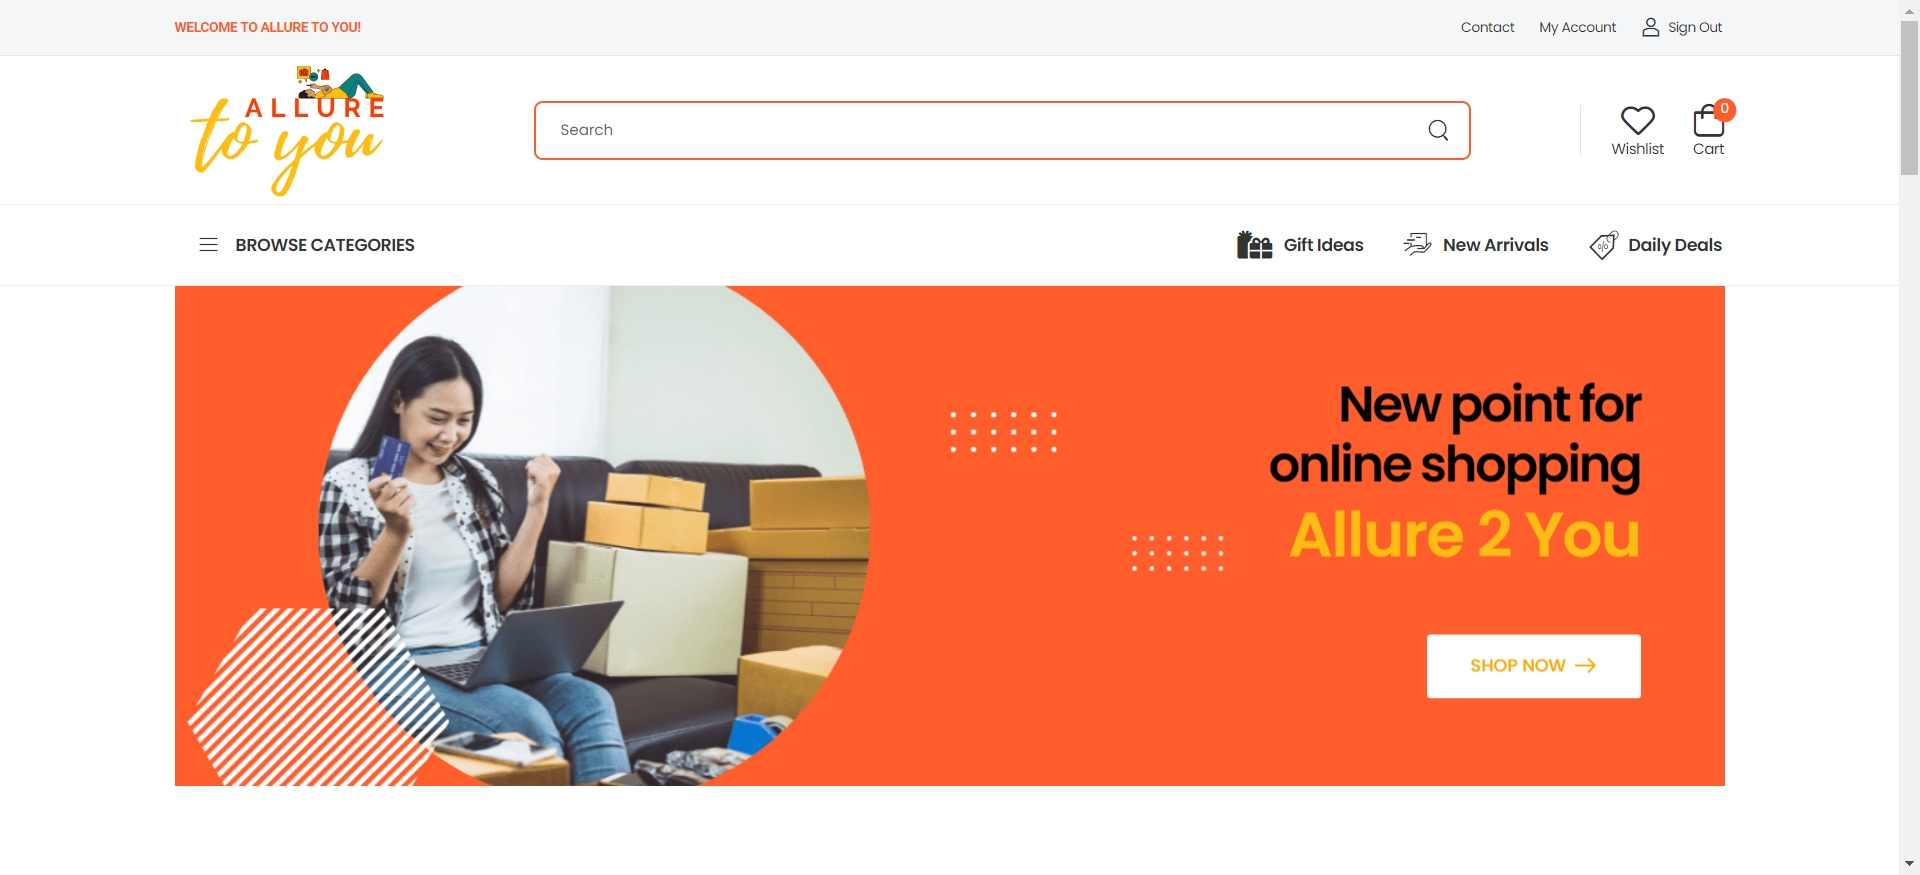 WELCOME TO ALLURE TO YOU!
Contact My Account Sign Out
ALLURE
to you
Search
Wishlist
0
Cart
BROWSE CATEGORIES
Gift Ideas New Arrivals Daily Deals
New point for
online shopping
Allure 2 You
SHOP NOW